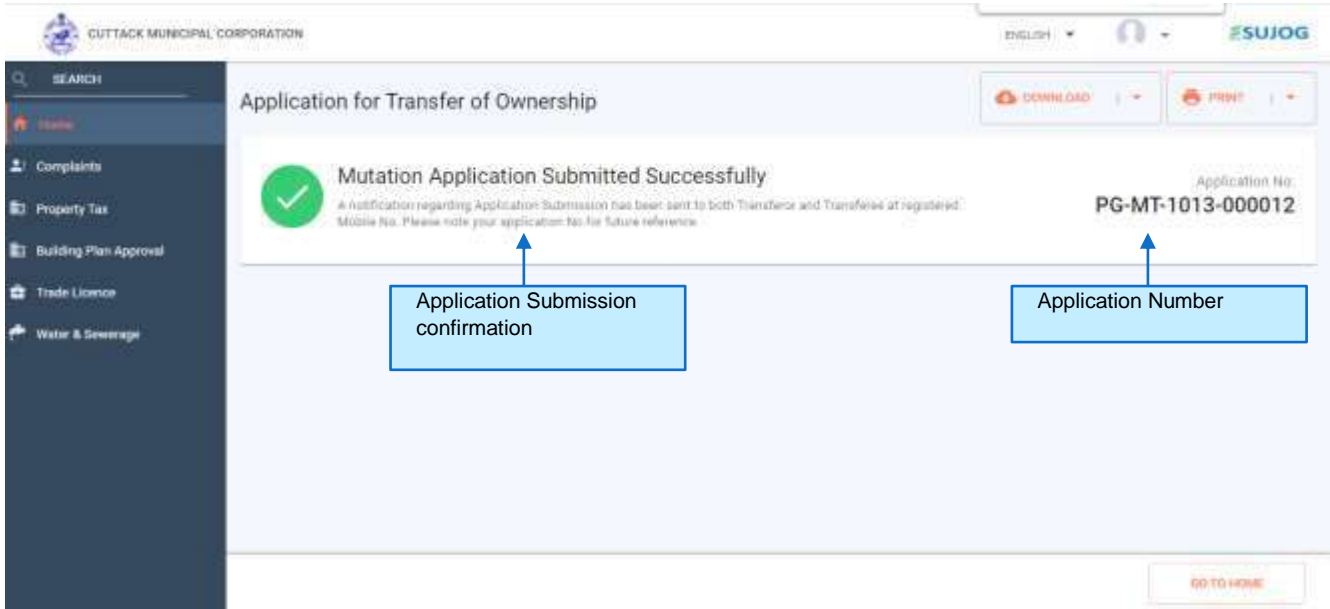 CUTTACK MUNICIPAL CORPORATION
ENGLISH
SUJOG
SEARCH
Home
Complaints
Property Tax
Building Plan Approval
Trade Licence
Water & Sewerage
Application for Transfer of Ownership
DOWNLOAD
PRINT
Mutation Application Submitted Successfully
A notification regarding Application Submission has been sent to both Transferor and Transferee at registered
Mobile No. Please note your application No for future reference
Application No.
PG-MT-1013-000012
Application Submission
confirmation
Application Number
GO TO HOME